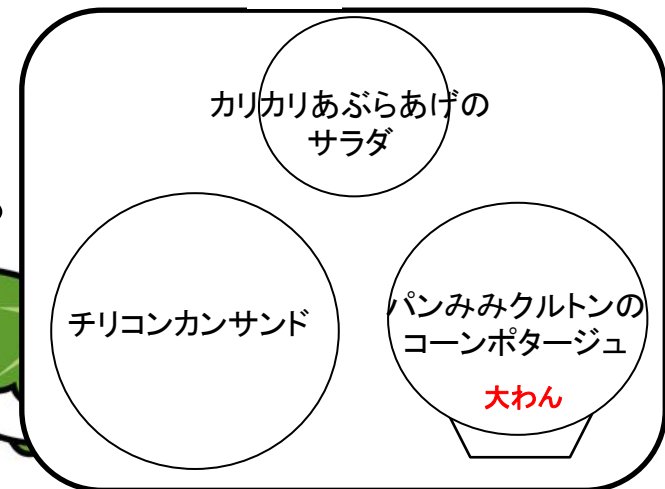 カリカリあぶらあげの
サラダ
チリコンカンサンド
パンみみクルトンの
コーンポタージュ
大わん